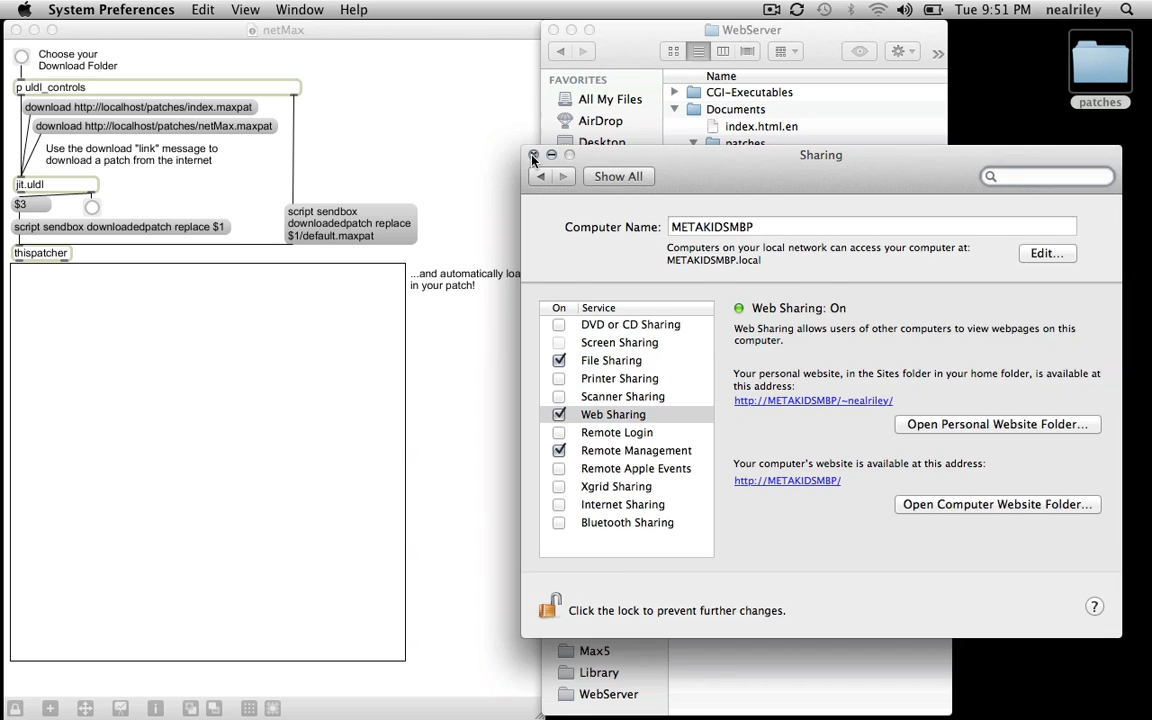 System Preferences Edit View Window Help Tue 9:51 PM nealriley
netMax
Choose your
Download Folder
p uldl_controls
download http://localhost/patches/index.maxpat
download http://localhost/patches/netMax.maxpat
Use the download "link" message to
download a patch from the internet
jit.uldl
$3
script sendbox downloadedpatch replace $1
script sendbox
downloadedpatch replace
$1/default.maxpat
thispatcher
...and automatically loa
in your patch!
WebServer
FAVORITES
All My Files
AirDrop
Desktop
Name
CGI-Executables
Documents
index.html.en
patches
patches
Sharing
Show All
Computer Name: METAKIDSMBP
Computers on your local network can access your computer at:
METAKIDSMBP.local
Edit...
On Service
DVD or CD Sharing
Screen Sharing
File Sharing
Printer Sharing
Scanner Sharing
Web Sharing
Remote Login
Remote Management
Remote Apple Events
Xgrid Sharing
Internet Sharing
Bluetooth Sharing
Web Sharing: On
Web Sharing allows users of other computers to view webpages on this
computer.
Your personal website, in the Sites folder in your home folder, is available at
this address:
http://METAKIDSMBP/~nealriley/
Open Personal Website Folder...
Your computer's website is available at this address:
http://METAKIDSMBP/
Open Computer Website Folder...
Click the lock to prevent further changes.
?
Max5
Library
WebServer